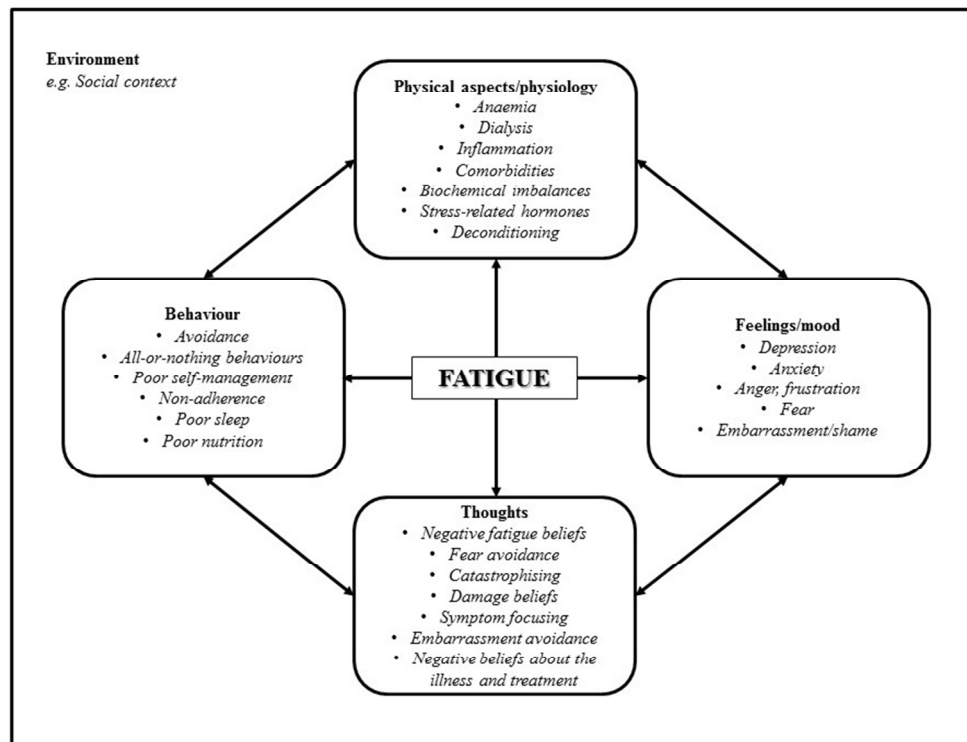 Environment
e.g. Social context
Physical aspects/physiology
• Anaemia
• Dialysis
• Inflammation
• Comorbidities
• Biochemical imbalances
• Stress-related hormones
• Deconditioning
Behaviour
• Avoidance
• All-or-nothing behaviours
• Poor self-management
• Non-adherence
• Poor sleep
• Poor nutrition
FATIGUE
Feelings/mood
• Depression
• Anxiety
• Anger, frustration
• Fear
• Embarrassment/shame
Thoughts
• Negative fatigue beliefs
• Fear avoidance
• Catastrophising
• Damage beliefs
• Symptom focusing
• Embarrassment avoidance
• Negative beliefs about the
illness and treatment